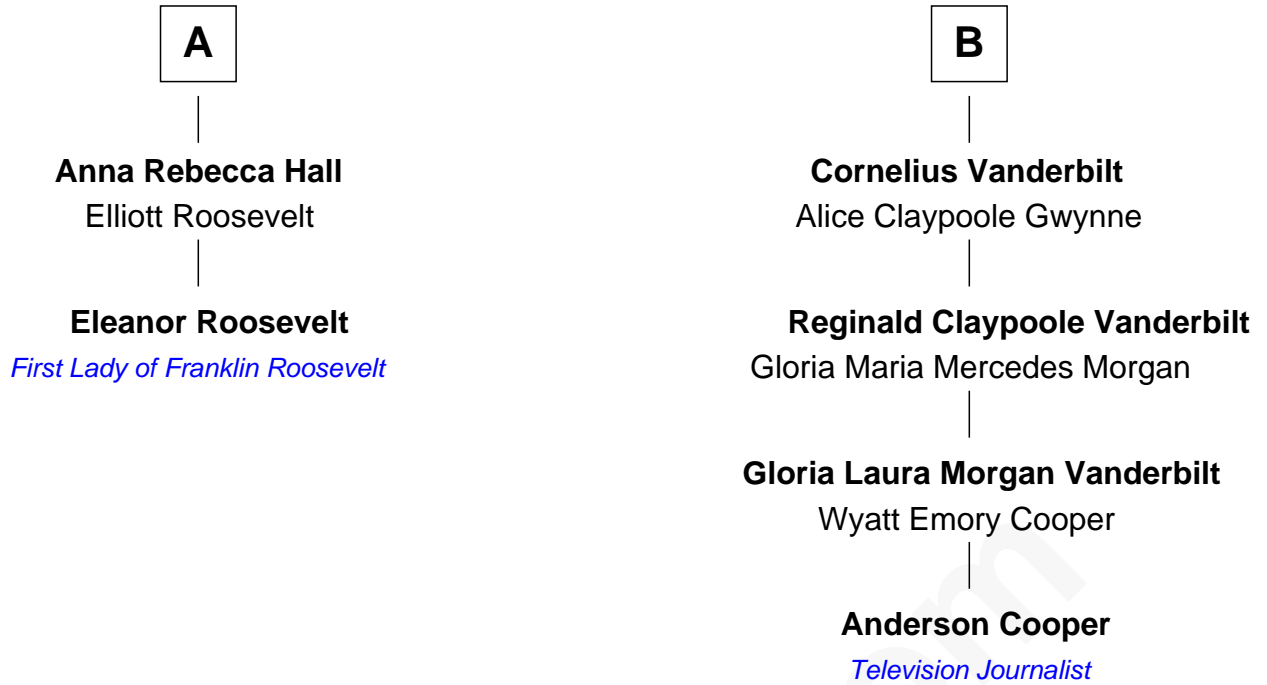 A
Anna Rebecca Hall
Elliott Roosevelt
Eleanor Roosevelt
First Lady of Franklin Roosevelt
B
Cornelius Vanderbilt
Alice Claypoole Gwynne
Reginald Claypoole Vanderbilt
Gloria Maria Mercedes Morgan
Gloria Laura Morgan Vanderbilt
Wyatt Emory Cooper
Anderson Cooper
Television Journalist